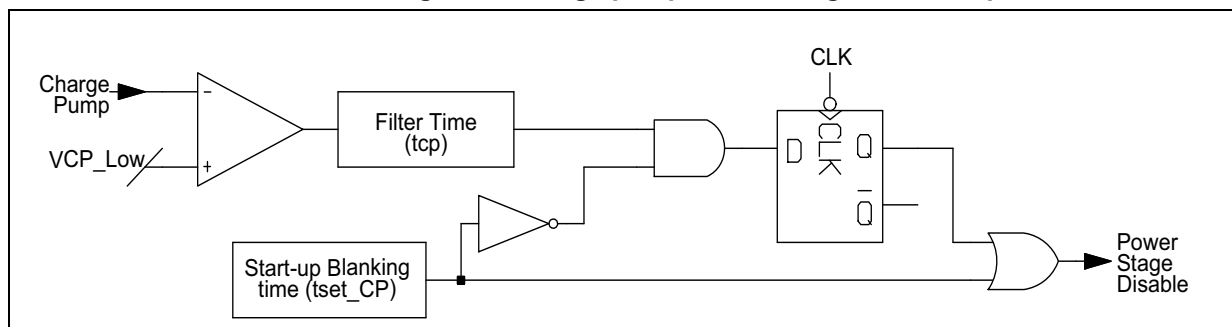 CLK
Charge
Pump
VCP_Low
-
+
Filter Time
(tcp)
D
CLK
Q
Q
Start-up Blanking
time (tset_CP)
Power
Stage
Disable